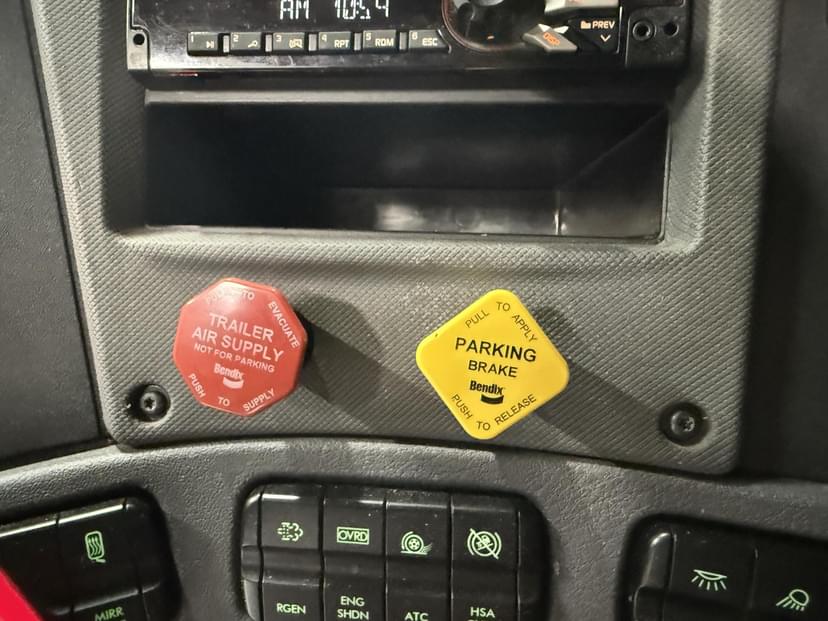 AM 10:54
PREV
1
2
3
4 RPT
5 RDM
6 ESC
DISP
PULL TO EVACUATE
TRAILER
AIR SUPPLY
NOT FOR PARKING
Bendix
PUSH TO SUPPLY
PULL TO APPLY
PARKING
BRAKE
Bendix
PUSH TO RELEASE
OVRD
MIRR
RGEN
ENG
SHDN
ATC
HSA